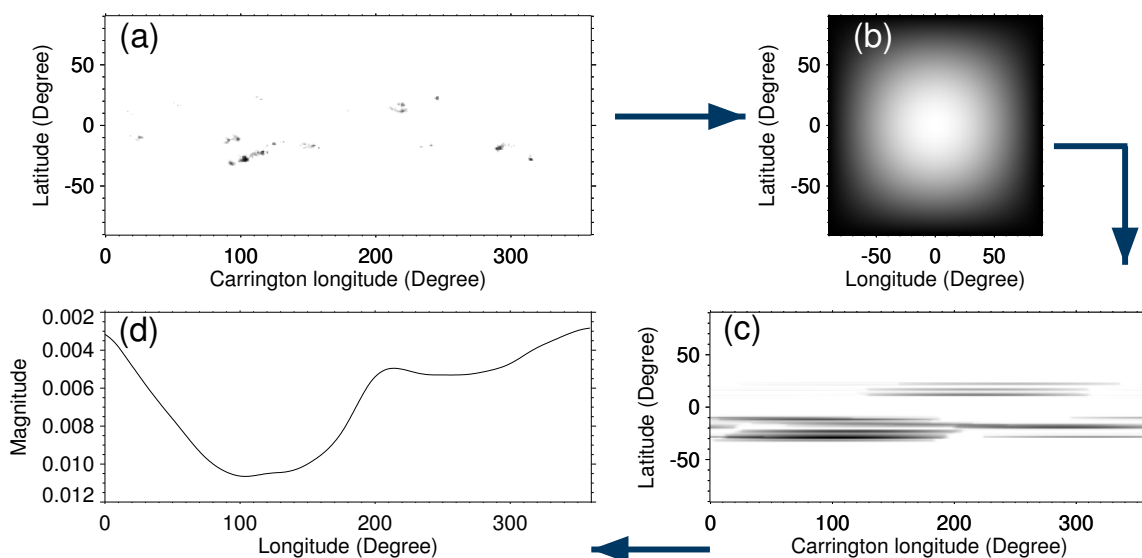 (a)
50
0
-50
Latitude (Degree)
0 100 200 300
Carrington longitude (Degree)
(b)
50
0
-50
Latitude (Degree)
-50 0 50
Longitude (Degree)
(d)
0.002
0.004
0.006
0.008
0.010
0.012
Magnitude
0 100 200 300
Longitude (Degree)
(c)
50
0
-50
Latitude (Degree)
0 100 200 300
Carrington longitude (Degree)